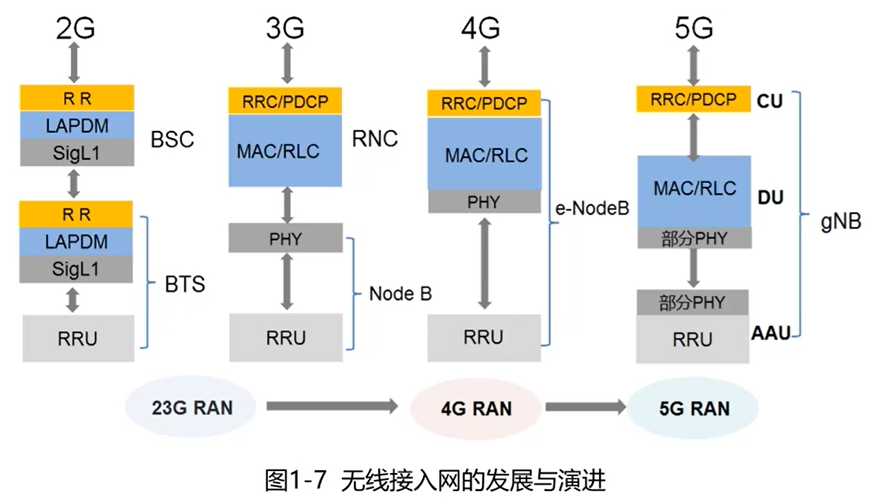 2G
3G
4G
5G
R R
LAPDM
SigL1
BSC
R R
LAPDM
SigL1
BTS
RRU
RRC/PDCP
MAC/RLC
RNC
PHY
Node B
RRU
RRC/PDCP
MAC/RLC
PHY
e-NodeB
RRU
RRC/PDCP
CU
MAC/RLC
DU
部分PHY
gNB
部分PHY
RRU
AAU
23G RAN
4G RAN
5G RAN
图1-7 无线接入网的发展与演进